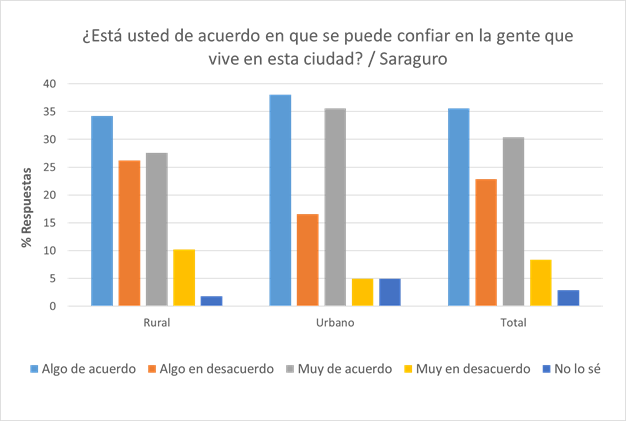 ¿Está usted de acuerdo en que se puede confiar en la gente que
vive en esta ciudad? / Saraguro
% Respuestas
40
35
30
25
20
15
10
5
0
Rural Urbano Total
Algo de acuerdo Algo en desacuerdo Muy de acuerdo Muy en desacuerdo No lo sé